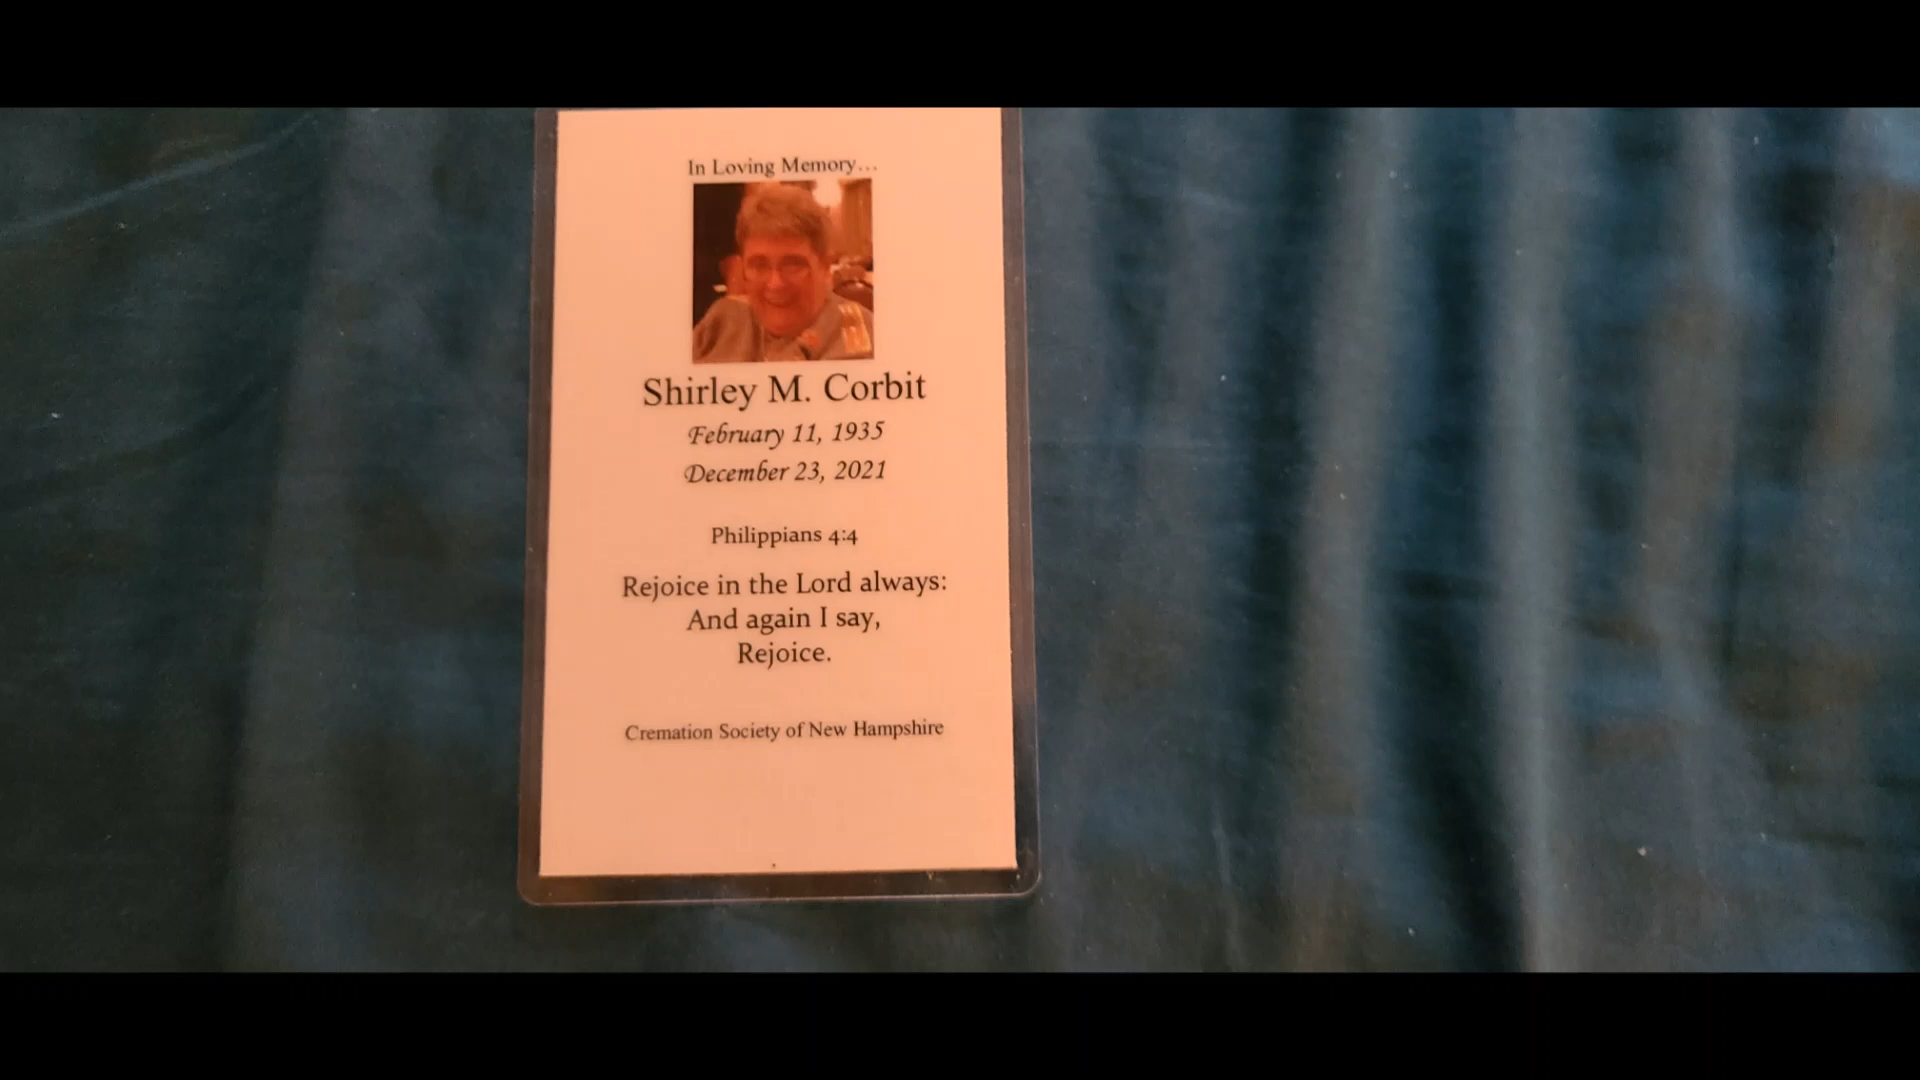 In Loving Memory...
Shirley M. Corbit
February 11, 1935
December 23, 2021
Philippians 4:4
Rejoice in the Lord always:
And again I say,
Rejoice.
Cremation Society of New Hampshire